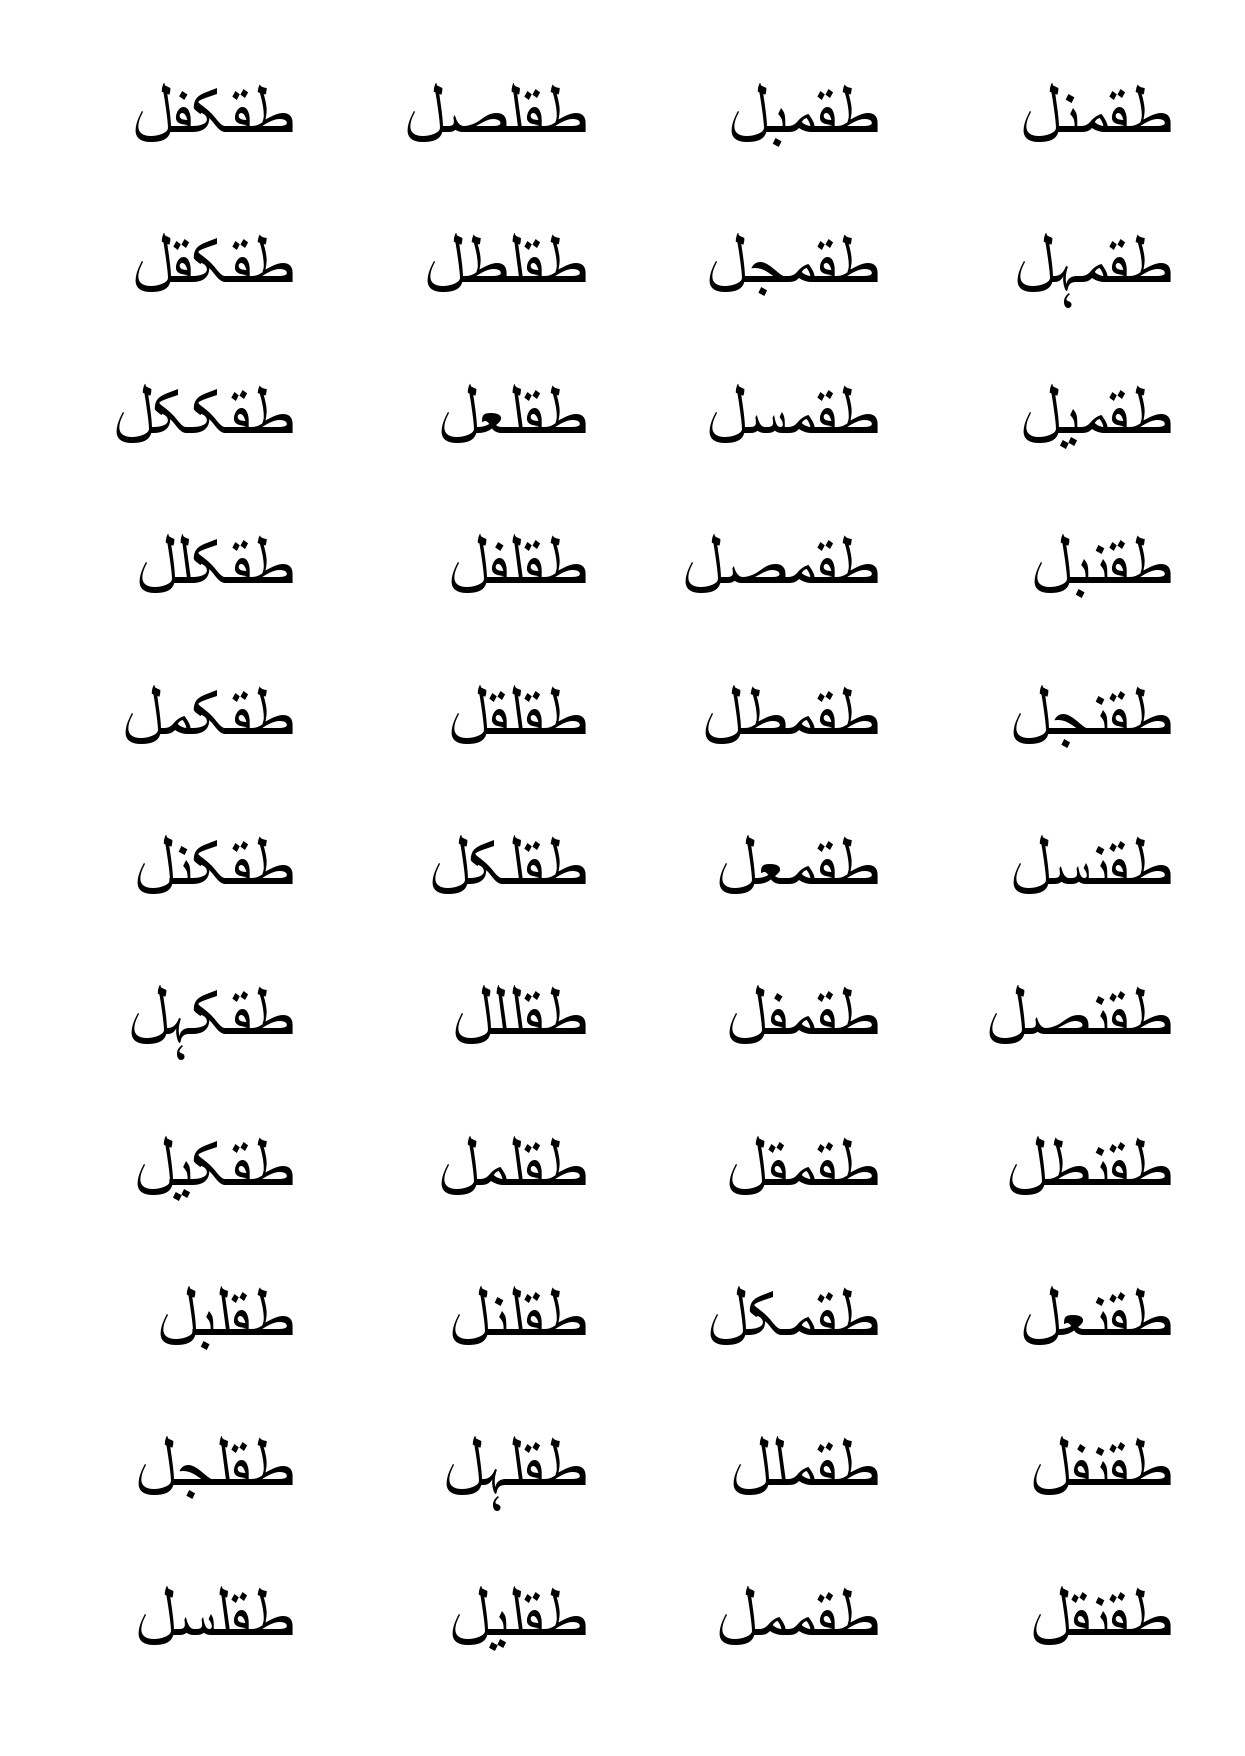 طقمنل طقمبل طقلصل طقكفل
طقمہل طقمجل طقلطل طقكقل
طقميل طقمسل طقلعل طقككل
طقنبل طقمصل طقلفل طقكلل
طقنجل طقمطل طقلقل طقكمل
طقنسل طقمعل طقلكل طقكنل
طقنصل طقمفل طقللل طقكہل
طقنطل طقمقل طقلمل طقكيل
طقنعل طقمكل طقلنل طقلبل
طقنفل طقملل طقلہل طقلجل
طقنقل طقممل طقليل طقلسل